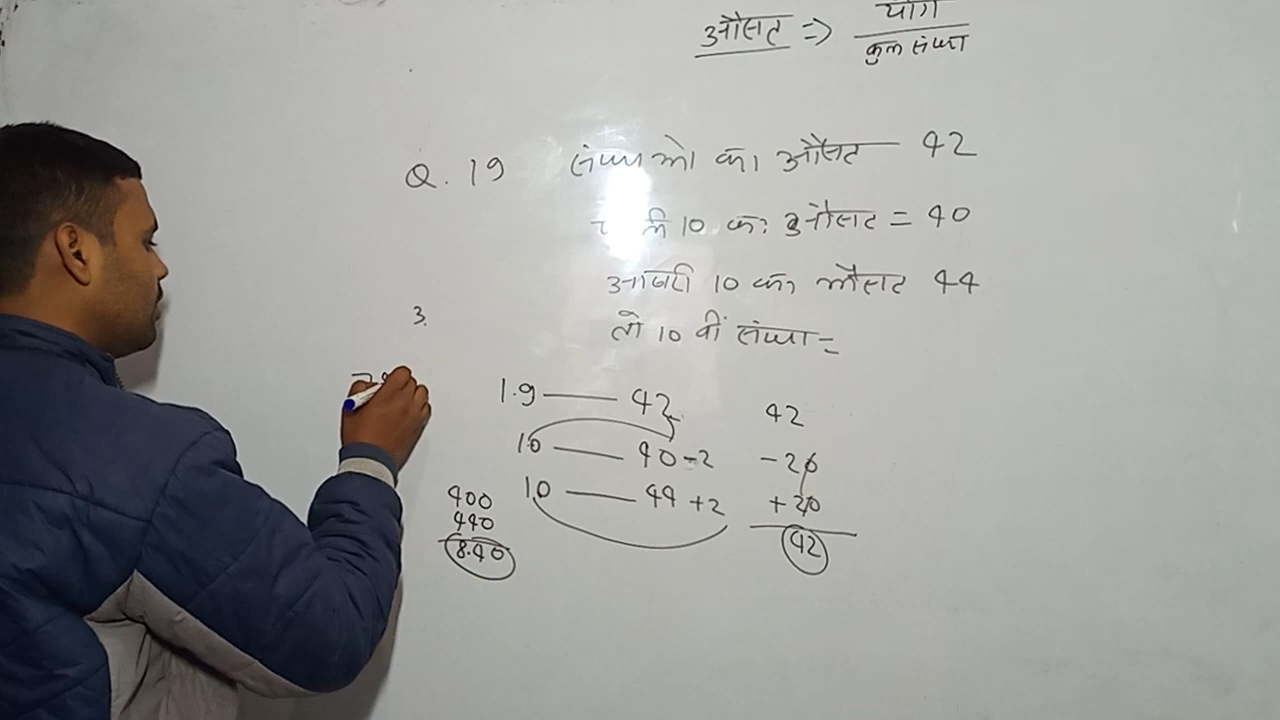 औसत => योग
कुल संख्या
Q. 19 संख्याओ का औसत 42
10 का औसत = 40
आखरी 10 का औसत 44
तो 10 वीं संख्या =
3.
19 — 42 42
10 — 40 -2 -20
10 — 44 +2 +20
42
400
440
840